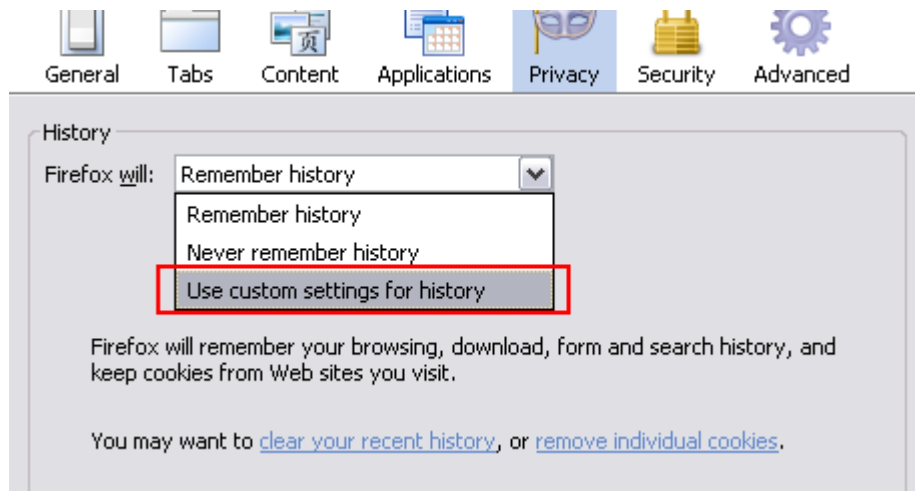 页
General Tabs Content Applications Privacy Security Advanced
History
Firefox will: Remember history
Remember history
Never remember history
Use custom settings for history
Firefox will remember your browsing, download, form and search history, and
keep cookies from Web sites you visit.
You may want to clear your recent history, or remove individual cookies.